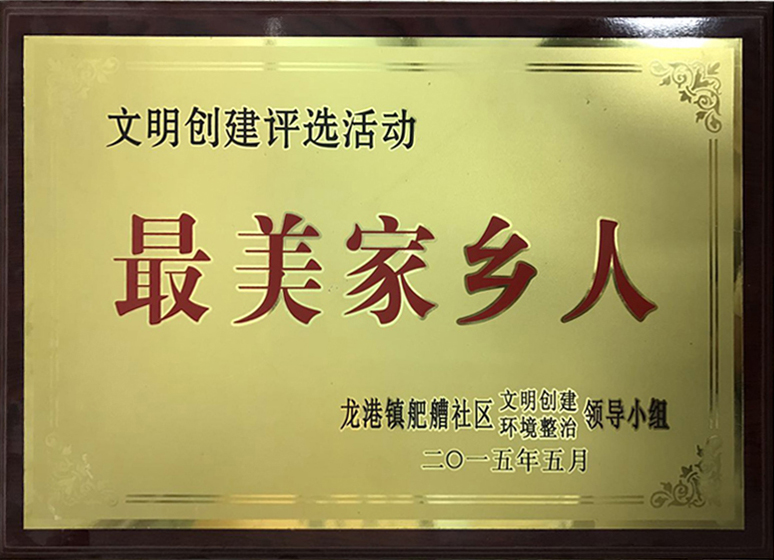 文明创建评选活动
最美家乡人
龙港镇舥艚社区 文明创建 环境整治 领导小组
二〇一五年五月